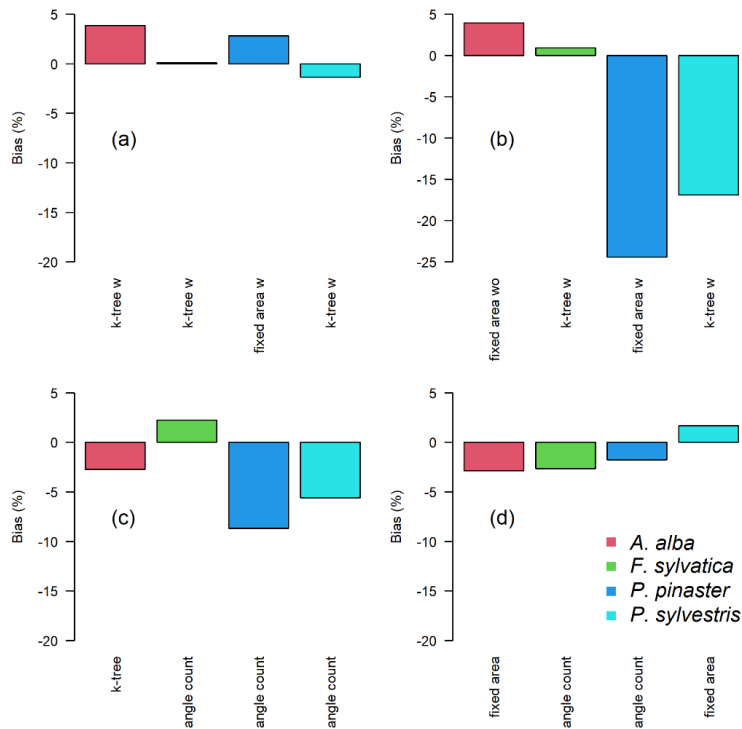 5
0
-5
-10
-15
-20
Bias (%)
(a)
k-tree w
k-tree w
fixed area w
k-tree w
5
0
-5
-10
-15
-20
-25
Bias (%)
(b)
fixed area wo
k-tree w
fixed area w
k-tree w
5
0
-5
-10
-15
-20
Bias (%)
(c)
k-tree
angle count
angle count
angle count
5
0
-5
-10
-15
-20
Bias (%)
(d)
A. alba
F. sylvatica
P. pinaster
P. sylvestris
fixed area
angle count
angle count
fixed area